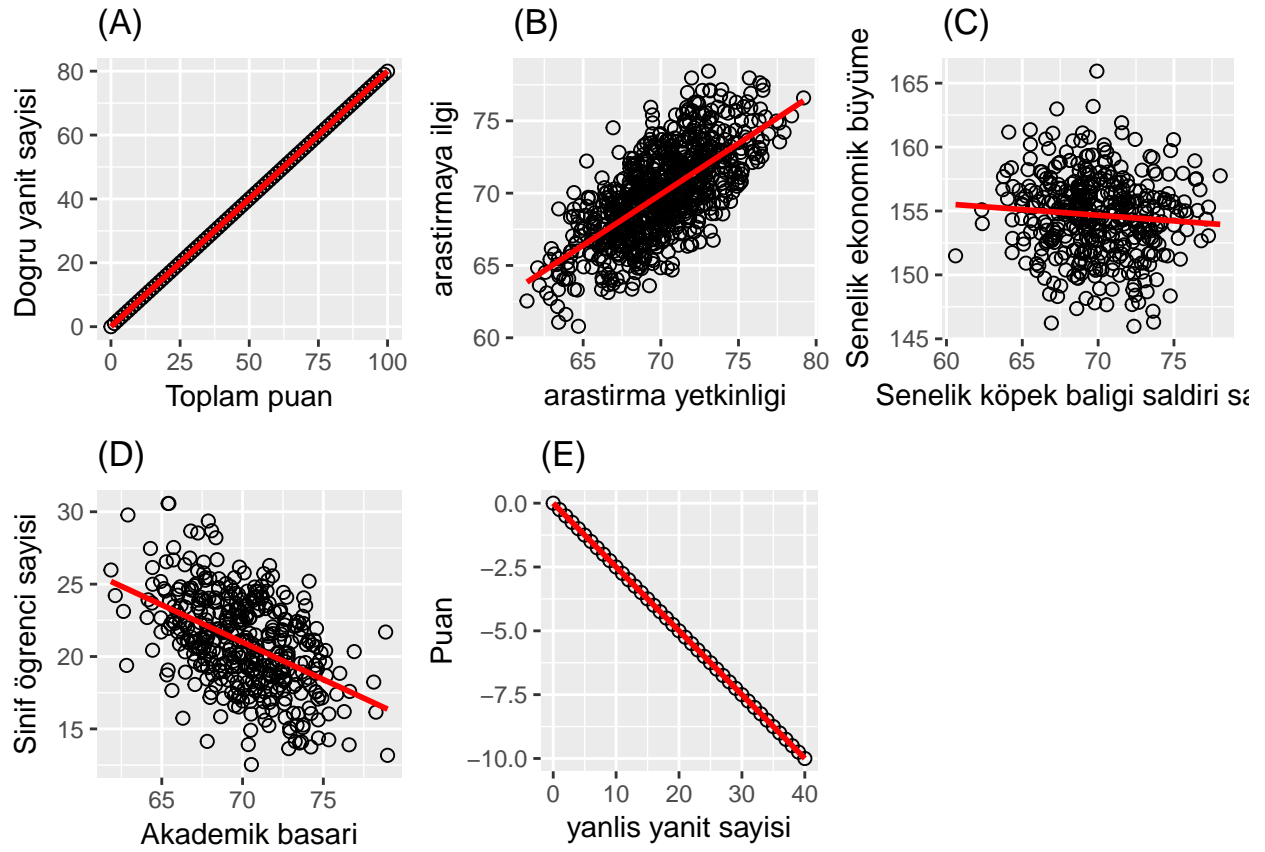 (A)
Dogru yanit sayisi
80
60
40
20
0
0 25 50 75 100
Toplam puan
(B)
arastirmaya ilgi
75
70
65
60
65 70 75 80
arastirma yetkinligi
(C)
Senelik ekonomik büyüme
165
160
155
150
145
60 65 70 75
Senelik köpek baligi saldiri sa
(D)
Sinif ögrenci sayisi
30
25
20
15
65 70 75
Akademik basari
(E)
Puan
0.0
−2.5
−5.0
−7.5
−10.0
0 10 20 30 40
yanlis yanit sayisi